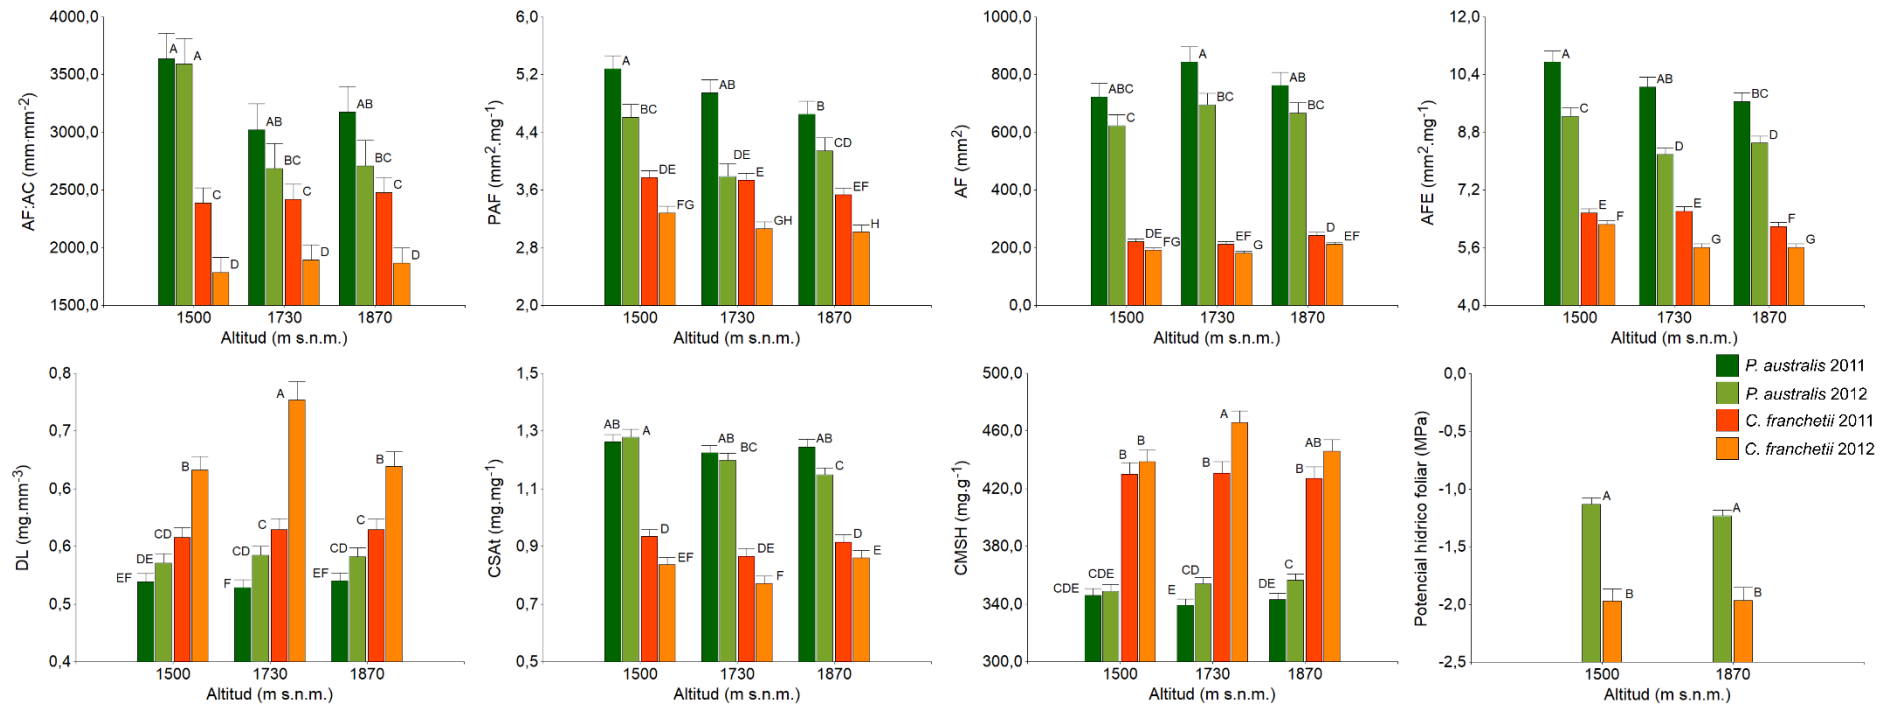 4000,0
3500,0
3000,0
2500,0
2000,0
1500,0
AF:AC (mm·mm⁻²)
A
A
C
D
AB
BC
C
D
AB
BC
C
D
1500
1730
1870
Altitud (m s.n.m.)
6,0
5,2
4,4
3,6
2,8
2,0
PAF (mm².mg⁻¹)
A
BC
DE
FG
AB
DE
E
GH
B
CD
EF
H
1500
1730
1870
Altitud (m s.n.m.)
1000,0
800,0
600,0
400,0
200,0
0,0
AF (mm²)
ABC
C
DE
FG
A
BC
EF
G
AB
BC
D
EF
1500
1730
1870
Altitud (m s.n.m.)
12,0
10,4
8,8
7,2
5,6
4,0
AFE (mm².mg⁻¹)
A
C
E
F
AB
D
E
G
BC
D
F
G
1500
1730
1870
Altitud (m s.n.m.)
0,8
0,7
0,6
0,6
0,5
0,4
DL (mg.mm⁻³)
EF
DE
CD
B
F
CD
C
A
EF
CD
C
B
1500
1730
1870
Altitud (m s.n.m.)
1,5
1,3
1,1
0,9
0,7
0,5
CSAt (mg.mg⁻¹)
AB
A
D
EF
AB
BC
DE
F
AB
C
D
E
1500
1730
1870
Altitud (m s.n.m.)
500,0
460,0
420,0
380,0
340,0
300,0
CMSH (mg.g⁻¹)
CDE
CDE
B
B
E
CD
B
A
DE
C
B
AB
1500
1730
1870
Altitud (m s.n.m.)
0,0
-0,5
-1,0
-1,5
-2,0
-2,5
Potencial hídrico foliar (MPa)
A
B
A
B
1500
1870
Altitud (m s.n.m.)
P. australis 2011
P. australis 2012
C. franchetii 2011
C. franchetii 2012